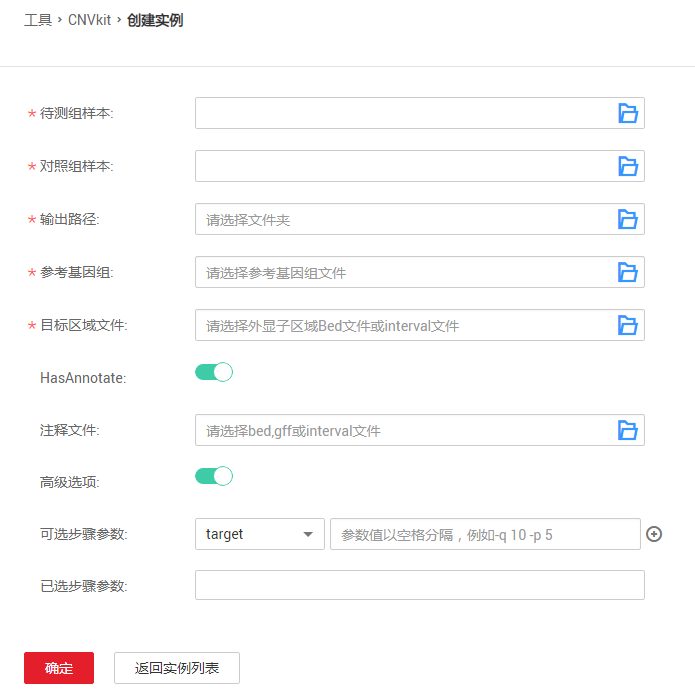 工具 › CNVkit › 创建实例
* 待测组样本:
* 对照组样本:
* 输出路径: 请选择文件夹
* 参考基因组: 请选择参考基因组文件
* 目标区域文件: 请选择外显子区域Bed文件或interval文件
HasAnnotate:
注释文件: 请选择bed,gff或interval文件
高级选项:
可选步骤参数: target 参数值以空格分隔，例如-q 10 -p 5
已选步骤参数:
确定 返回实例列表